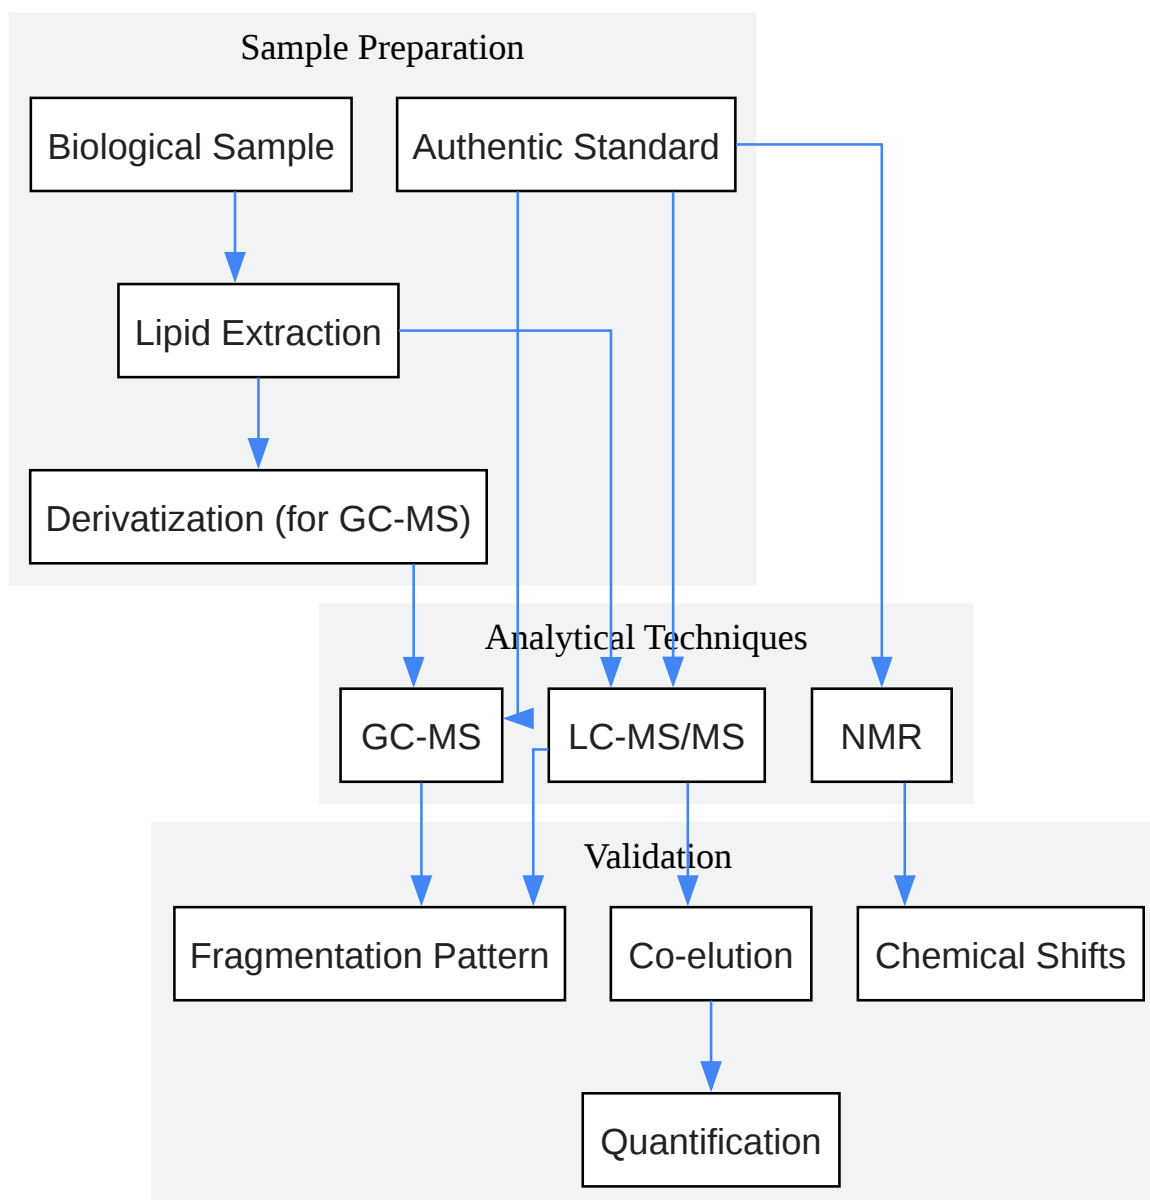 Sample Preparation
Biological Sample
Authentic Standard
Lipid Extraction
Derivatization (for GC-MS)
Analytical Techniques
GC-MS
LC-MS/MS
NMR
Validation
Fragmentation Pattern
Co-elution
Chemical Shifts
Quantification